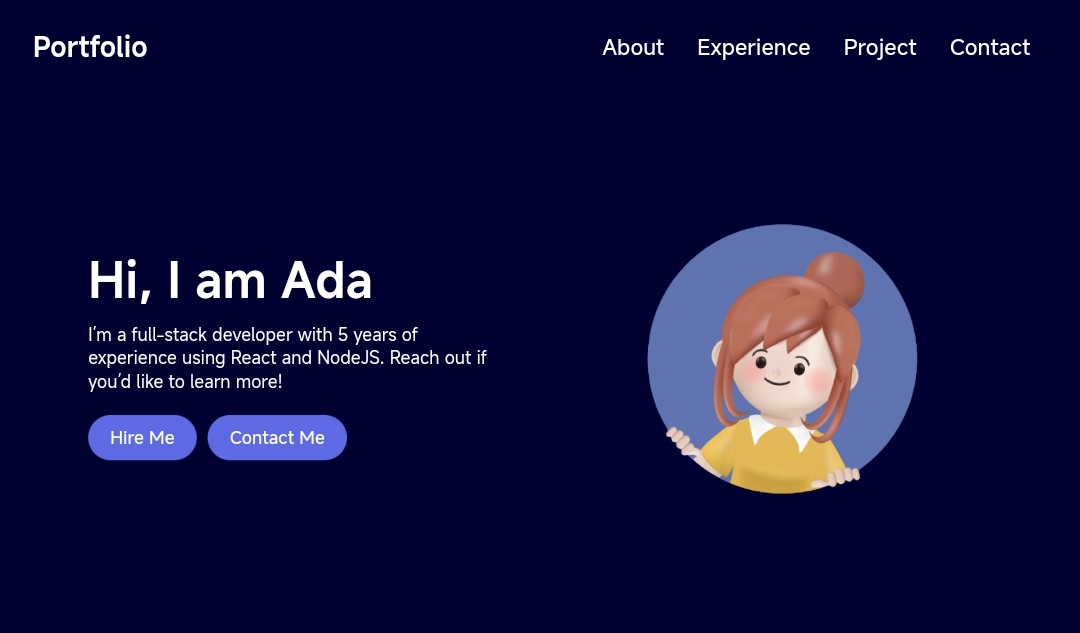 Portfolio
About Experience Project Contact
Hi, I am Ada
I'm a full-stack developer with 5 years of
experience using React and NodeJS. Reach out if
you'd like to learn more!
Hire Me Contact Me